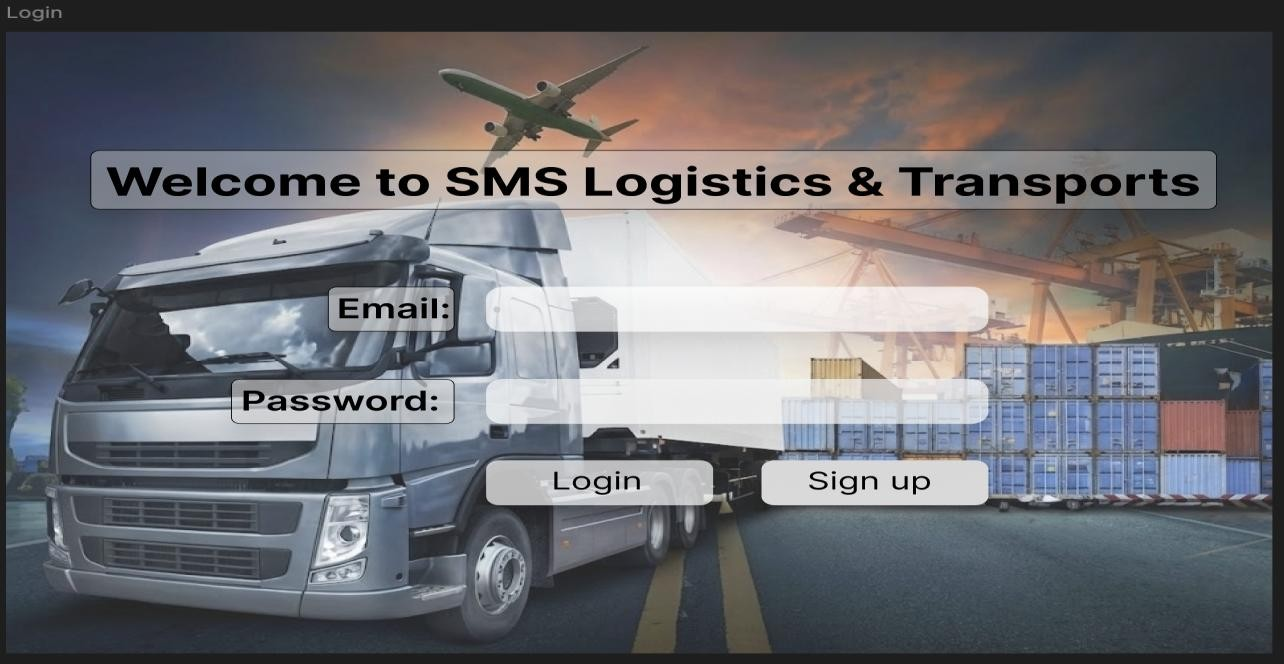 Login
Welcome to SMS Logistics & Transports
Email:
Password:
Login Sign up